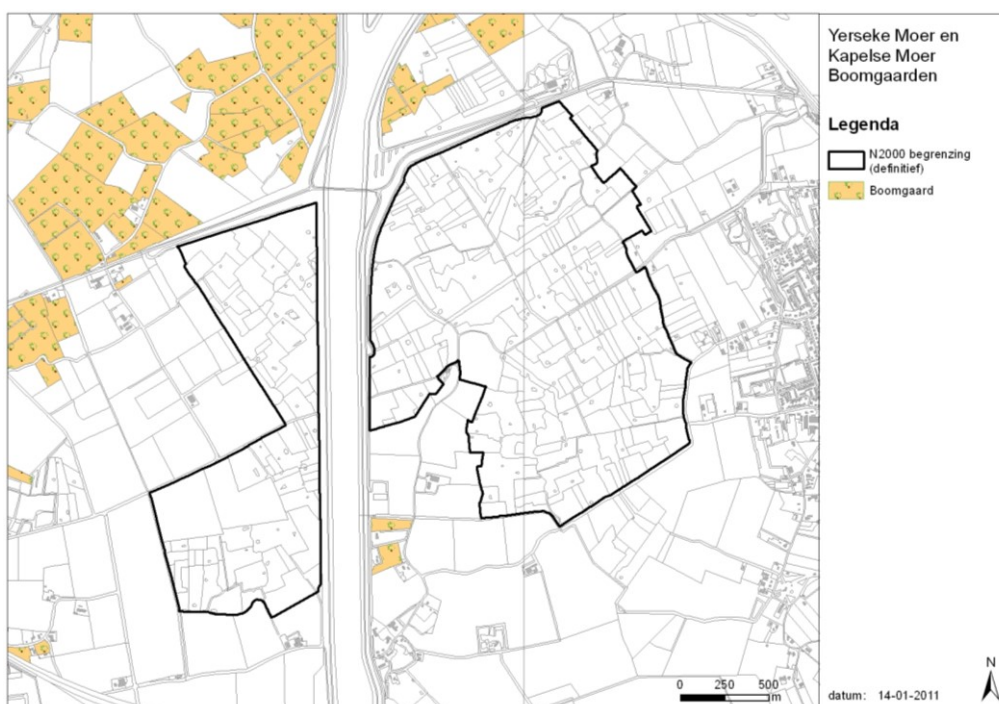 Yerseke Moer en
Kapelse Moer
Boomgaarden
Legenda
N2000 begrenzing
(definitief)
Boomgaard
0 250 500
m
datum: 14-01-2011
N